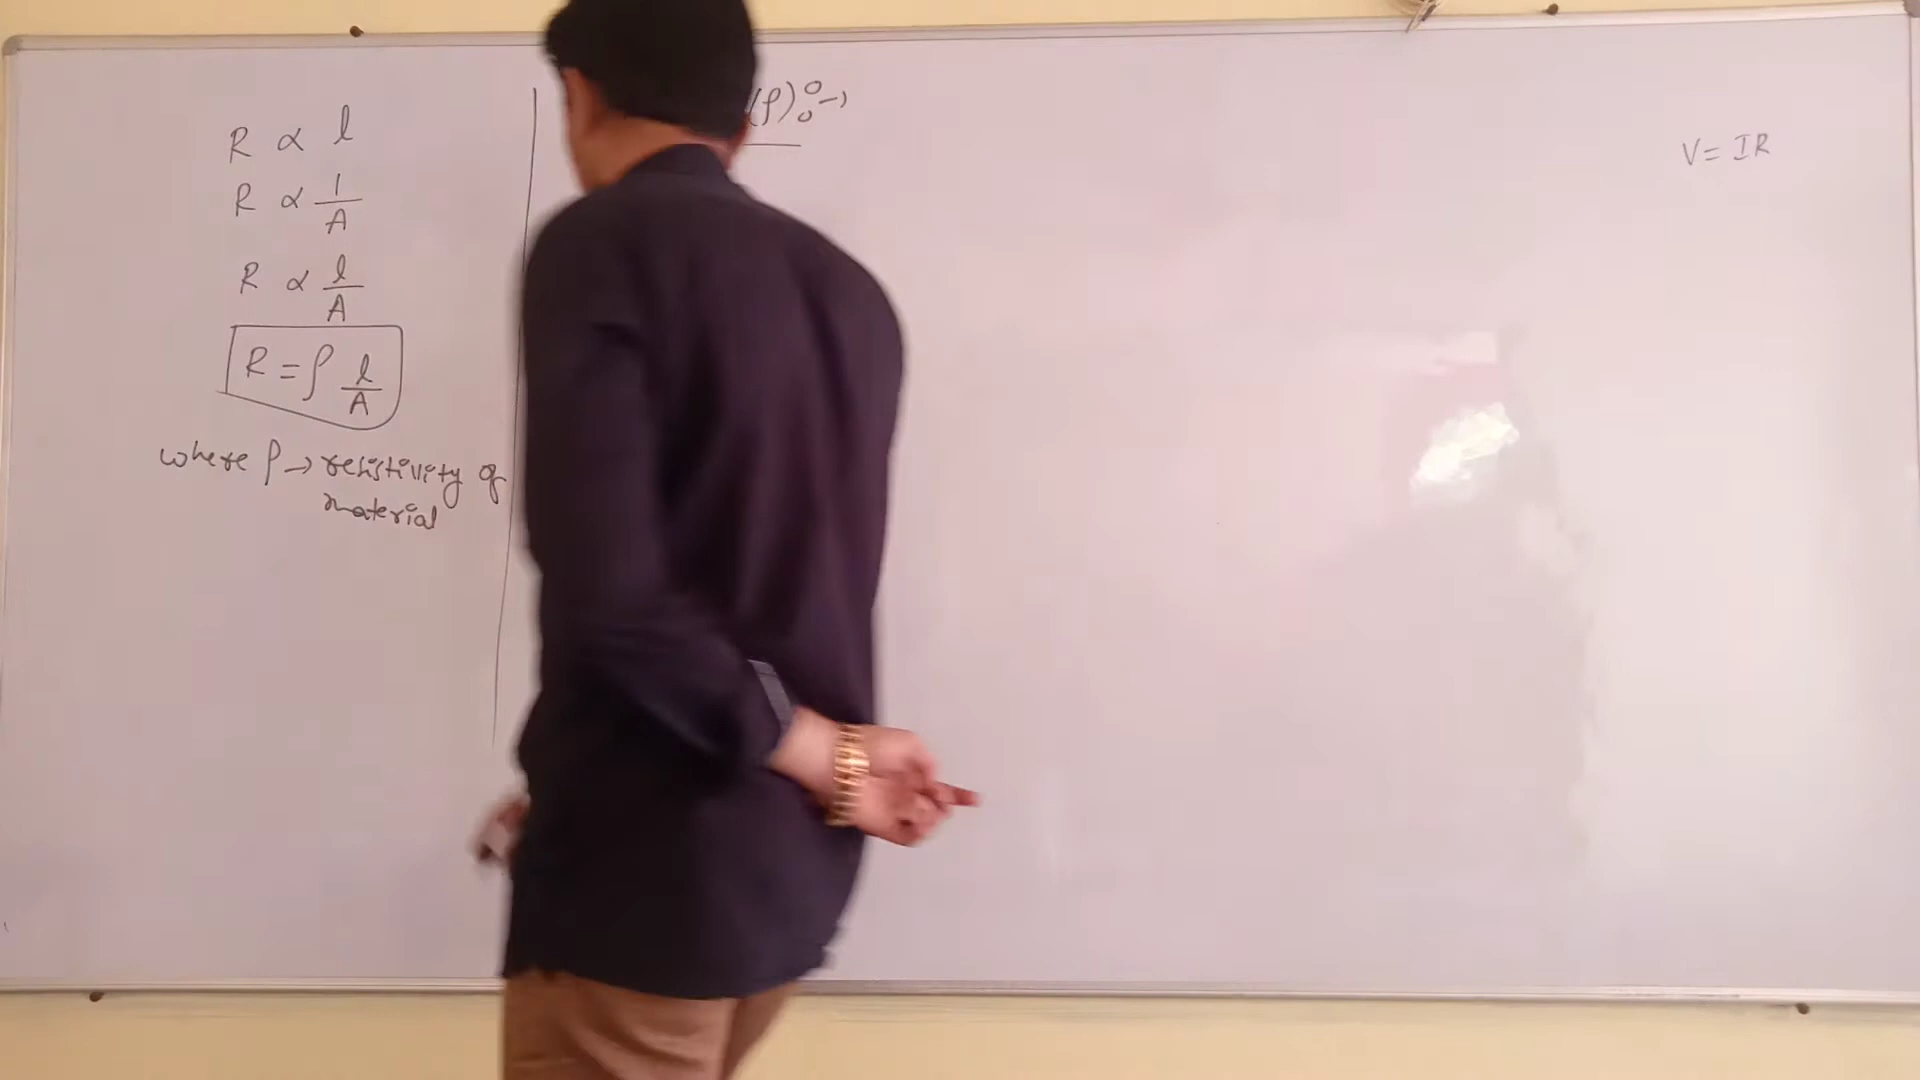 R ∝ l
R ∝ 1/A
R ∝ l/A
R = ρ l/A
where ρ → resistivity of
material
(ρ): →
V = IR